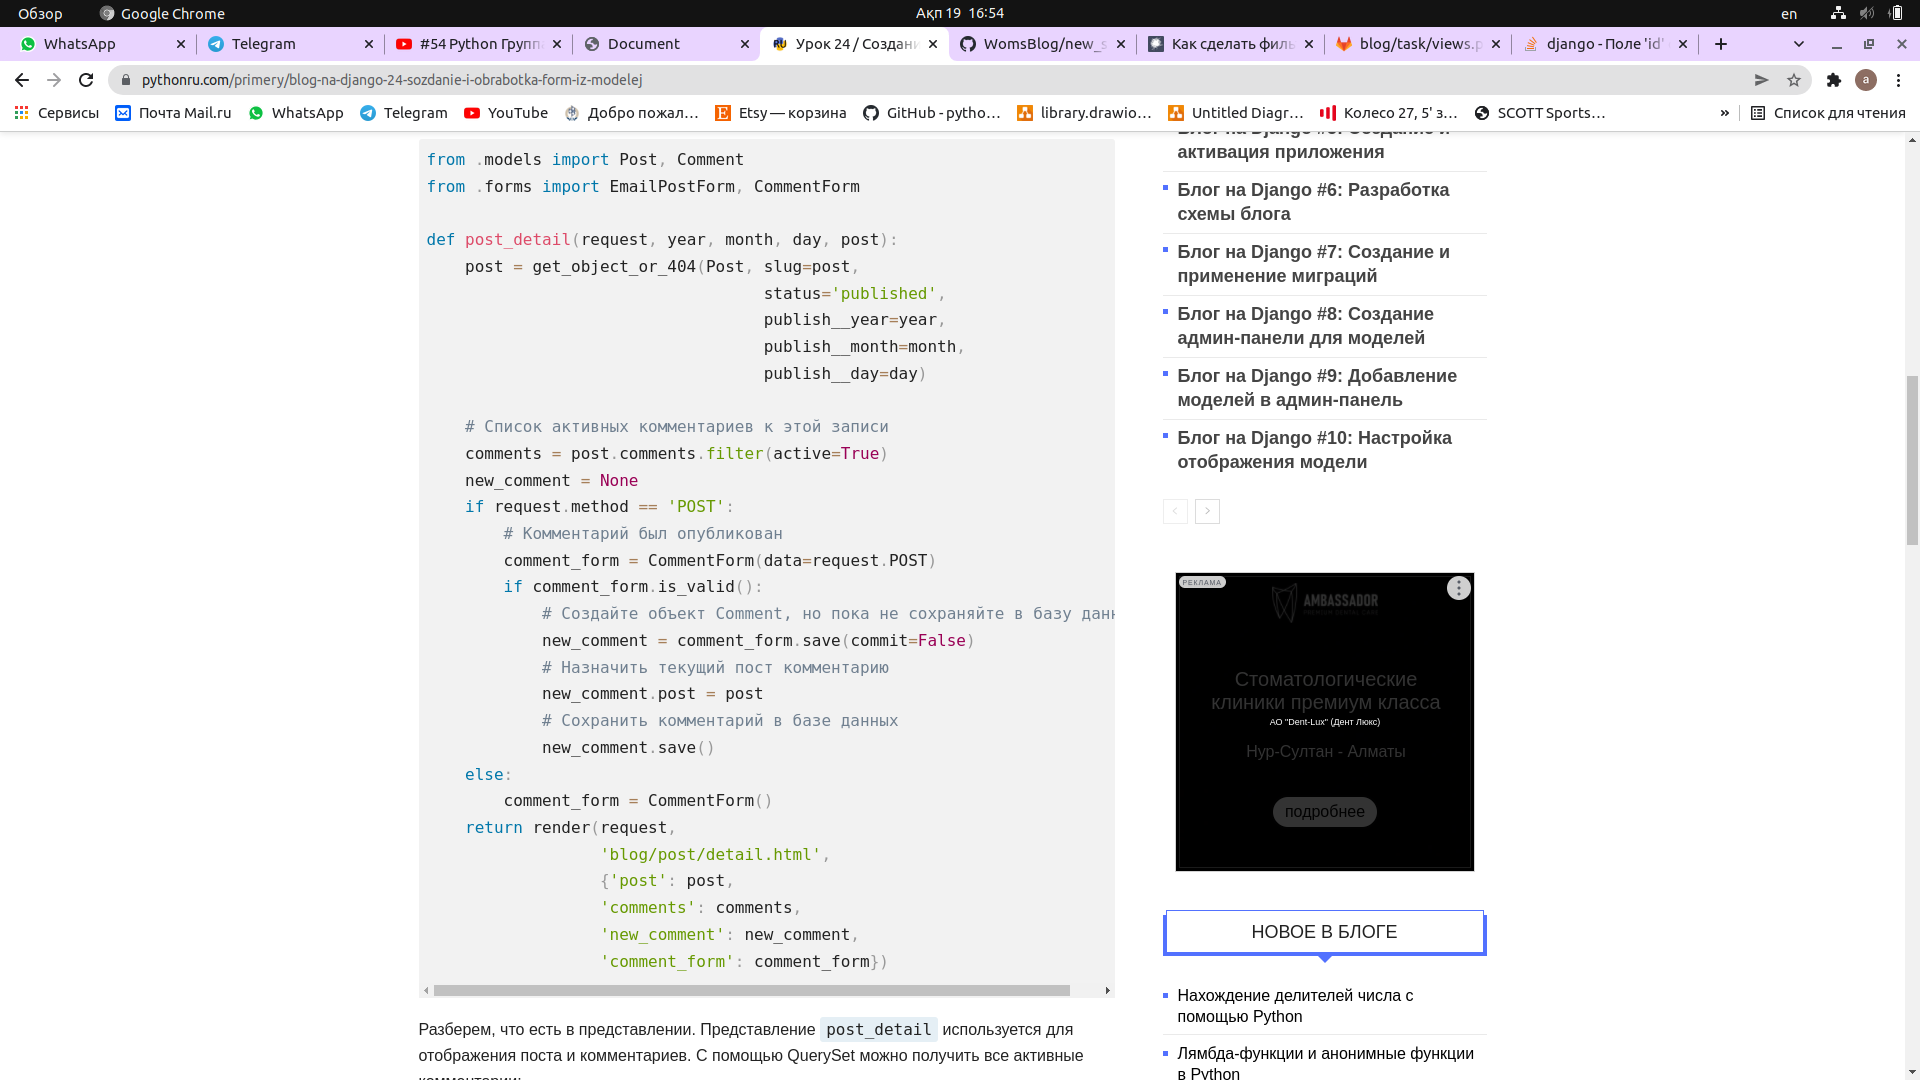 Обзор
Google Chrome
Ақп 19 16:54
en
WhatsApp
Telegram
#54 Python Групп
Document
Урок 24 / Создани
WomsBlog/new_s
Как сделать филь
blog/task/views.p
django - Поле 'id'
pythonru.com/primery/blog-na-django-24-sozdanie-i-obrabotka-form-iz-modelej
a
Сервисы
Почта Mail.ru
WhatsApp
Telegram
YouTube
Добро пожал…
Etsy — корзина
GitHub - pytho…
library.drawio…
Untitled Diagr…
Колесо 27, 5' з…
SCOTT Sports…
»
Список для чтения
from .models import Post, Comment
from .forms import EmailPostForm, CommentForm
def post_detail(request, year, month, day, post):
    post = get_object_or_404(Post, slug=post,
                                   status='published',
                                   publish__year=year,
                                   publish__month=month,
                                   publish__day=day)
    # Список активных комментариев к этой записи
    comments = post.comments.filter(active=True)
    new_comment = None
    if request.method == 'POST':
        # Комментарий был опубликован
        comment_form = CommentForm(data=request.POST)
        if comment_form.is_valid():
            # Создайте объект Comment, но пока не сохраняйте в базу данн
            new_comment = comment_form.save(commit=False)
            # Назначить текущий пост комментарию
            new_comment.post = post
            # Сохранить комментарий в базе данных
            new_comment.save()
    else:
        comment_form = CommentForm()
    return render(request,
                  'blog/post/detail.html',
                  {'post': post,
                  'comments': comments,
                  'new_comment': new_comment,
                  'comment_form': comment_form})
Разберем, что есть в представлении. Представление post_detail используется для
отображения поста и комментариев. С помощью QuerySet можно получить все активные
комментарии:
Блог на Django #5: Создание и
активация приложения
Блог на Django #6: Разработка
схемы блога
Блог на Django #7: Создание и
применение миграций
Блог на Django #8: Создание
админ-панели для моделей
Блог на Django #9: Добавление
моделей в админ-панель
Блог на Django #10: Настройка
отображения модели
РЕКЛАМА
AMBASSADOR
Стоматологические
клиники премиум класса
АО "Dent-Lux" (Дент Люкс)
Нур-Султан - Алматы
подробнее
НОВОЕ В БЛОГЕ
Нахождение делителей числа с
помощью Python
Лямбда-функции и анонимные функции
в Python